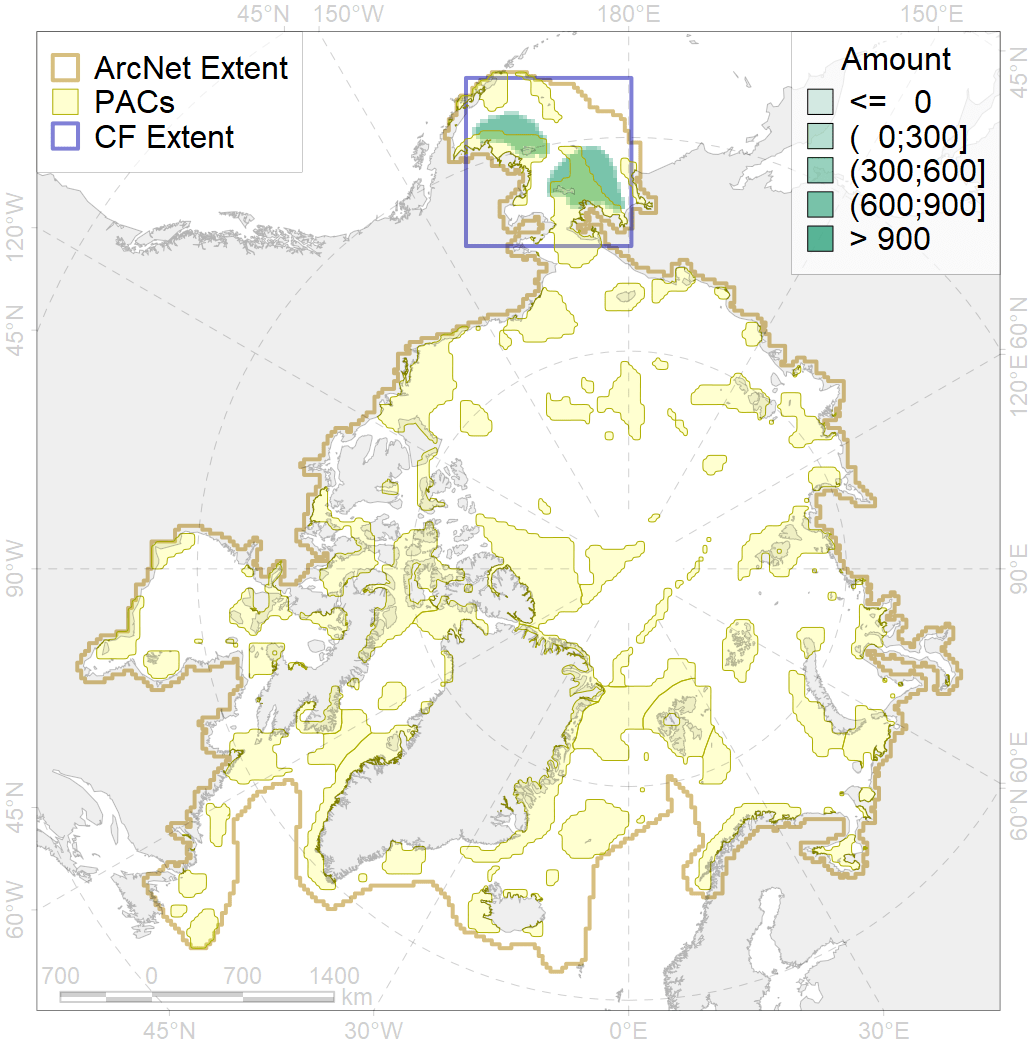 45°N 150°W 180°E 150°E
ArcNet Extent
PACs
CF Extent
Amount
<= 0
( 0;300]
(300;600]
(600;900]
> 900
45°N
120°W
45°N
60°N
120°E
90°W
90°E
45°N
60°W
60°E
60°N
700 0 700 1400
km
45°N 30°W 0°E 30°E